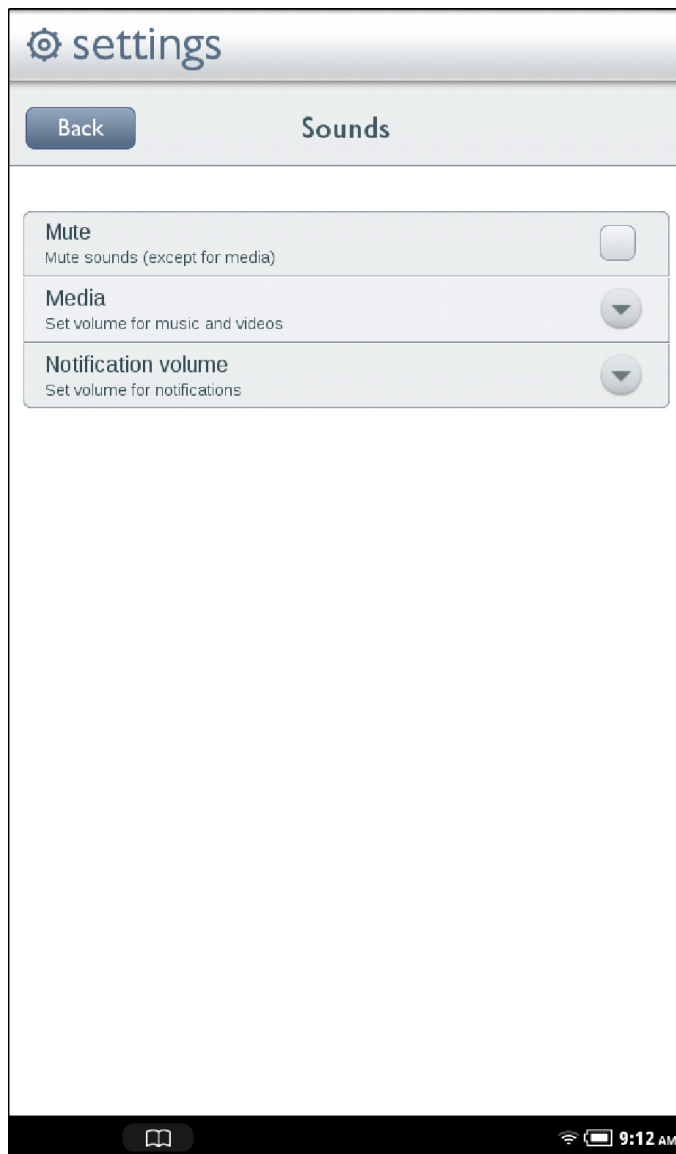 settings
Back
Sounds
Mute
Mute sounds (except for media)
Media
Set volume for music and videos
Notification volume
Set volume for notifications
9:12 AM